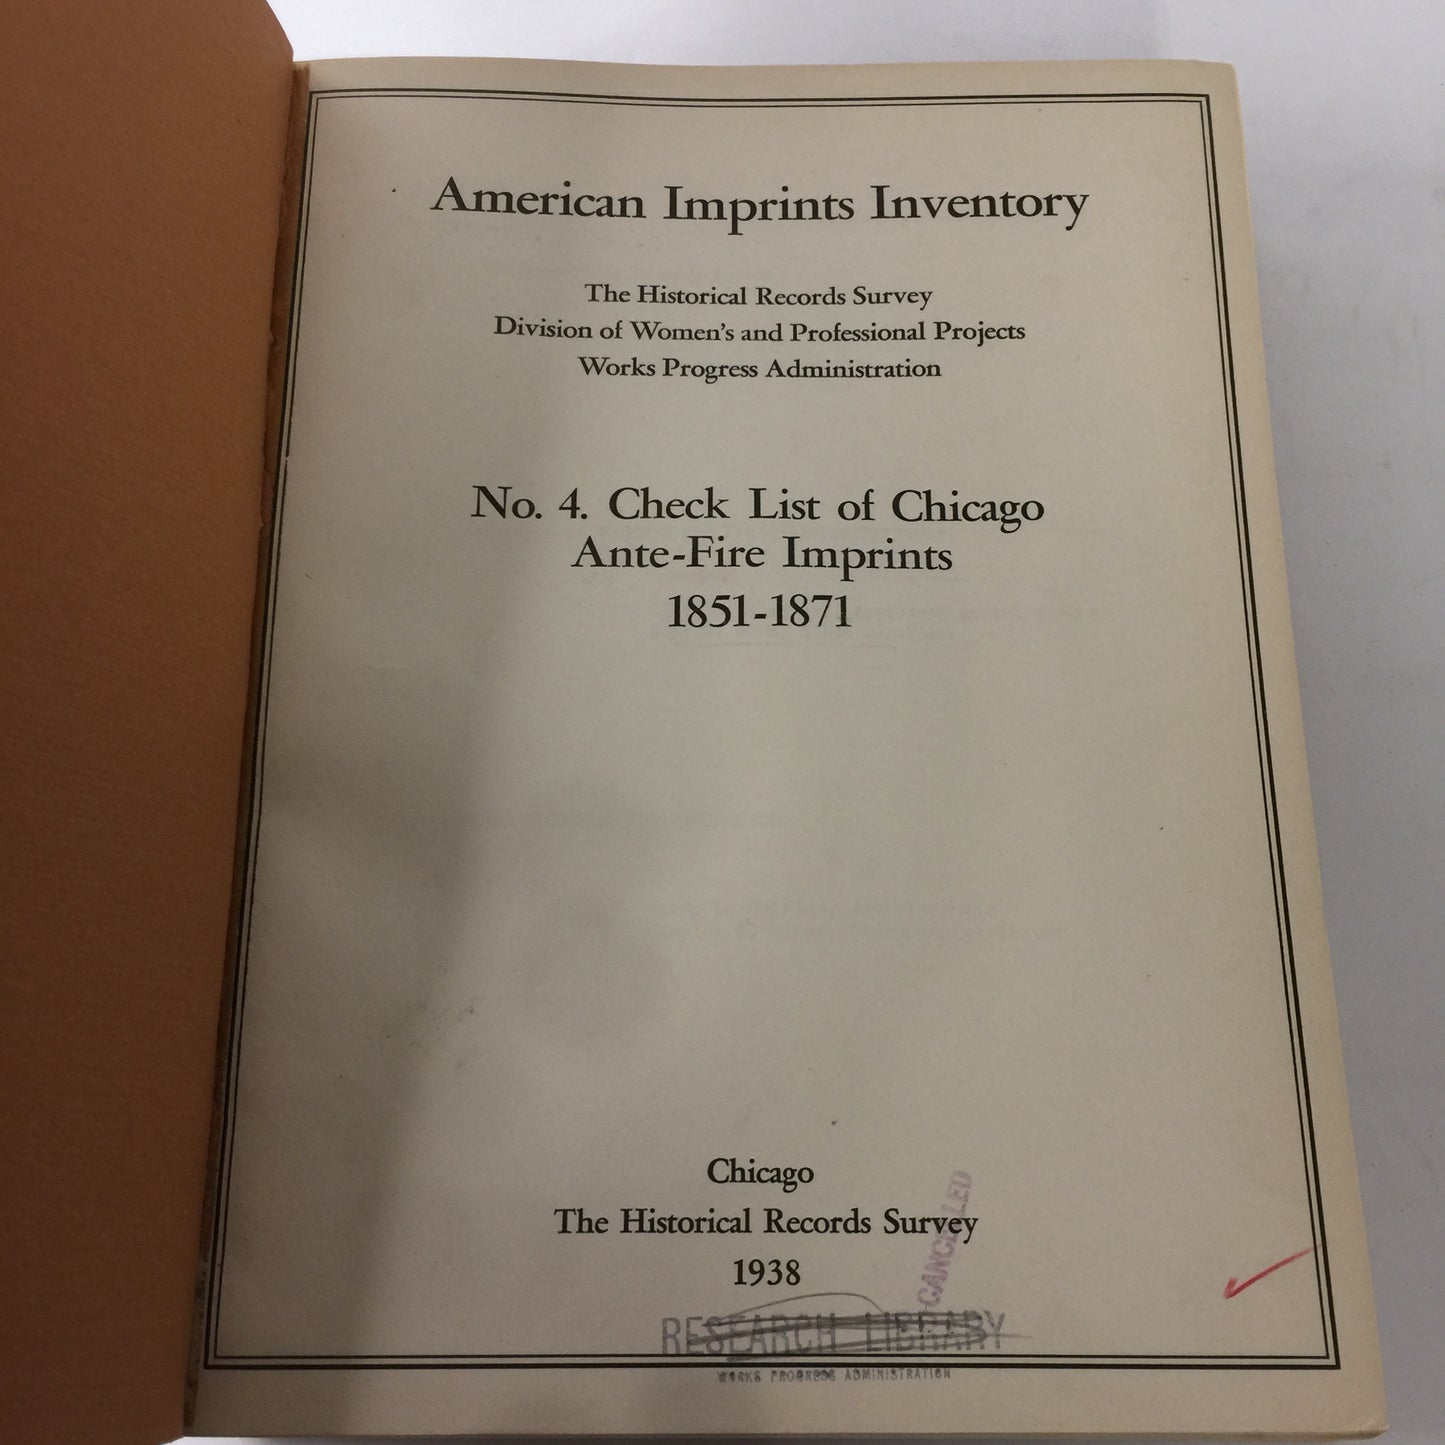 American Imprints Inventory
The Historical Records Survey
Division of Women's and Professional Projects
Works Progress Administration
No. 4. Check List of Chicago
Ante-Fire Imprints
1851-1871
Chicago
The Historical Records Survey
1938
CANCELLED
RESEARCH LIBRARY
WORKS PROGRESS ADMINISTRATION